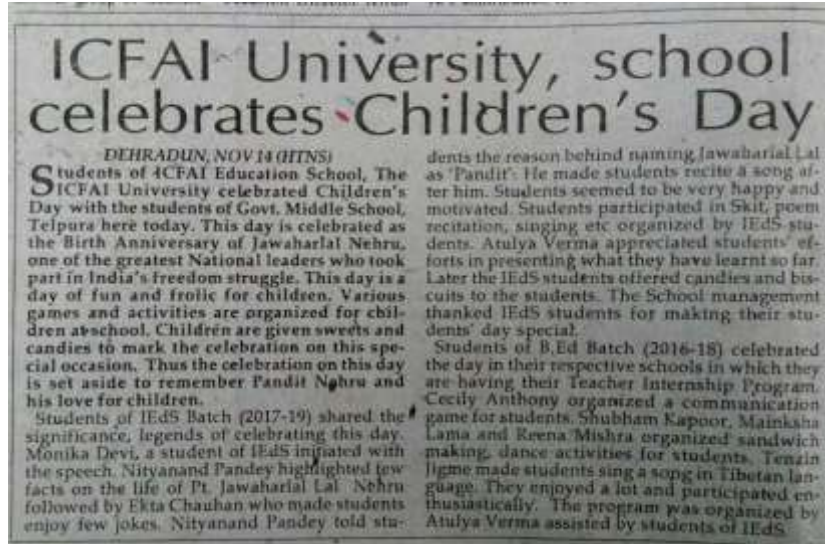 ICFAI University, school
celebrates Children's Day
DEHRADUN, NOV 14 (HTNS)
Students of ICFAI Education School, The
ICFAI University celebrated Children's
Day with the students of Govt. Middle School,
Telpura here today. This day is celebrated as
the Birth Anniversary of Jawaharlal Nehru,
one of the greatest National leaders who took
part in India's freedom struggle. This day is a
day of fun and frolic for children. Various
games and activities are organized for chil-
dren at school. Children are given sweets and
candies to mark the celebration on this spe-
cial occasion. Thus the celebration on this day
is set aside to remember Pandit Nehru and
his love for children.
Students of IEdS Batch (2017-19) shared the
significance, legends of celebrating this day.
Monika Devi, a student of IEdS initiated with
the speech. Nityanand Pandey highlighted few
facts on the life of Pt. Jawaharlal Lal Nehru
followed by Ekta Chauhan who made students
enjoy few jokes. Nityanand Pandey told stu-
dents the reason behind naming Jawaharlal Lal
as 'Pandit'. He made students recite a song af-
ter him. Students seemed to be very happy and
motivated. Students participated in Skit, poem
recitation, singing etc organized by IEdS stu-
dents. Atulya Verma appreciated students' ef-
forts in presenting what they have learnt so far.
Later the IEdS students offered candies and bis-
cuits to the students. The School management
thanked IEdS students for making their stu-
dents' day special.
Students of B.Ed Batch (2016-18) celebrated
the day in their respective schools in which they
are having their Teacher Internship Program.
Cecily Anthony organized a communication
game for students. Shubham Kapoor, Mainksha
Lama and Reena Mishra organized sandwich
making, dance activities for students. Tenzin
Jigme made students sing a song in Tibetan lan-
guage. They enjoyed a lot and participated en-
thusiastically. The program was organized by
Atulya Verma assisted by students of IEdS.